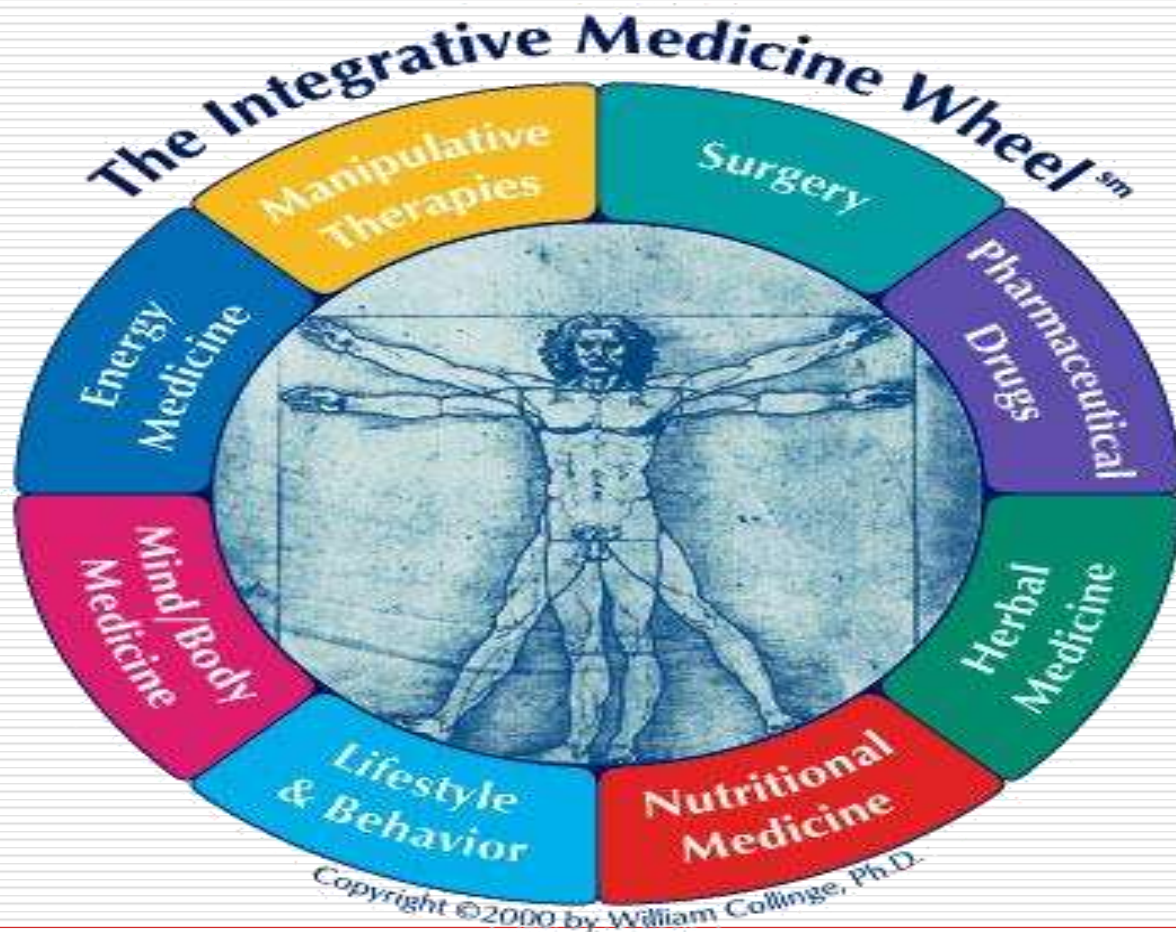 The Integrative Medicine Wheel sm
Surgery
Pharmaceutical
Drugs
Herbal
Medicine
Nutritional
Medicine
Lifestyle
& Behavior
Mind/Body
Medicine
Energy
Medicine
Manipulative
Therapies
Copyright ©2000 by William Collinge, Ph.D.